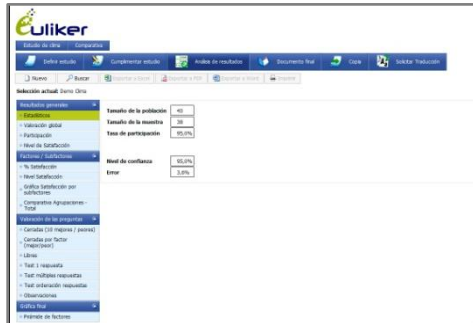 euliker
Estudio de clima Comparativa
Definir estudio Complimentar estudio Análisis de resultados Documento final Copia Solicitar Traducción
Nuevo Buscar Exportar a Excel Exportar a PDF Exportar a Word Imprimir
Selección actual: Demo Clima
Resultados generales
Estadísticas
Valoración global
Participación
Nivel de Satisfacción
Factores / Subfactores
% Satisfacción
Nivel Satisfacción
Gráfica Satisfacción por
subfactores
Comparativa Agrupaciones -
Total
Valoración de las preguntas
Cerradas (10 mejores / peores)
Cerradas por factor
(mejor/peor)
Libres
Test 1 respuesta
Test múltiples respuestas
Test ordenación respuestas
Observaciones
Gráfica final
Pirámide de factores
Tamaño de la población 40
Tamaño de la muestra 38
Tasa de participación 95,0%
Nivel de confianza 95,0%
Error 3,6%